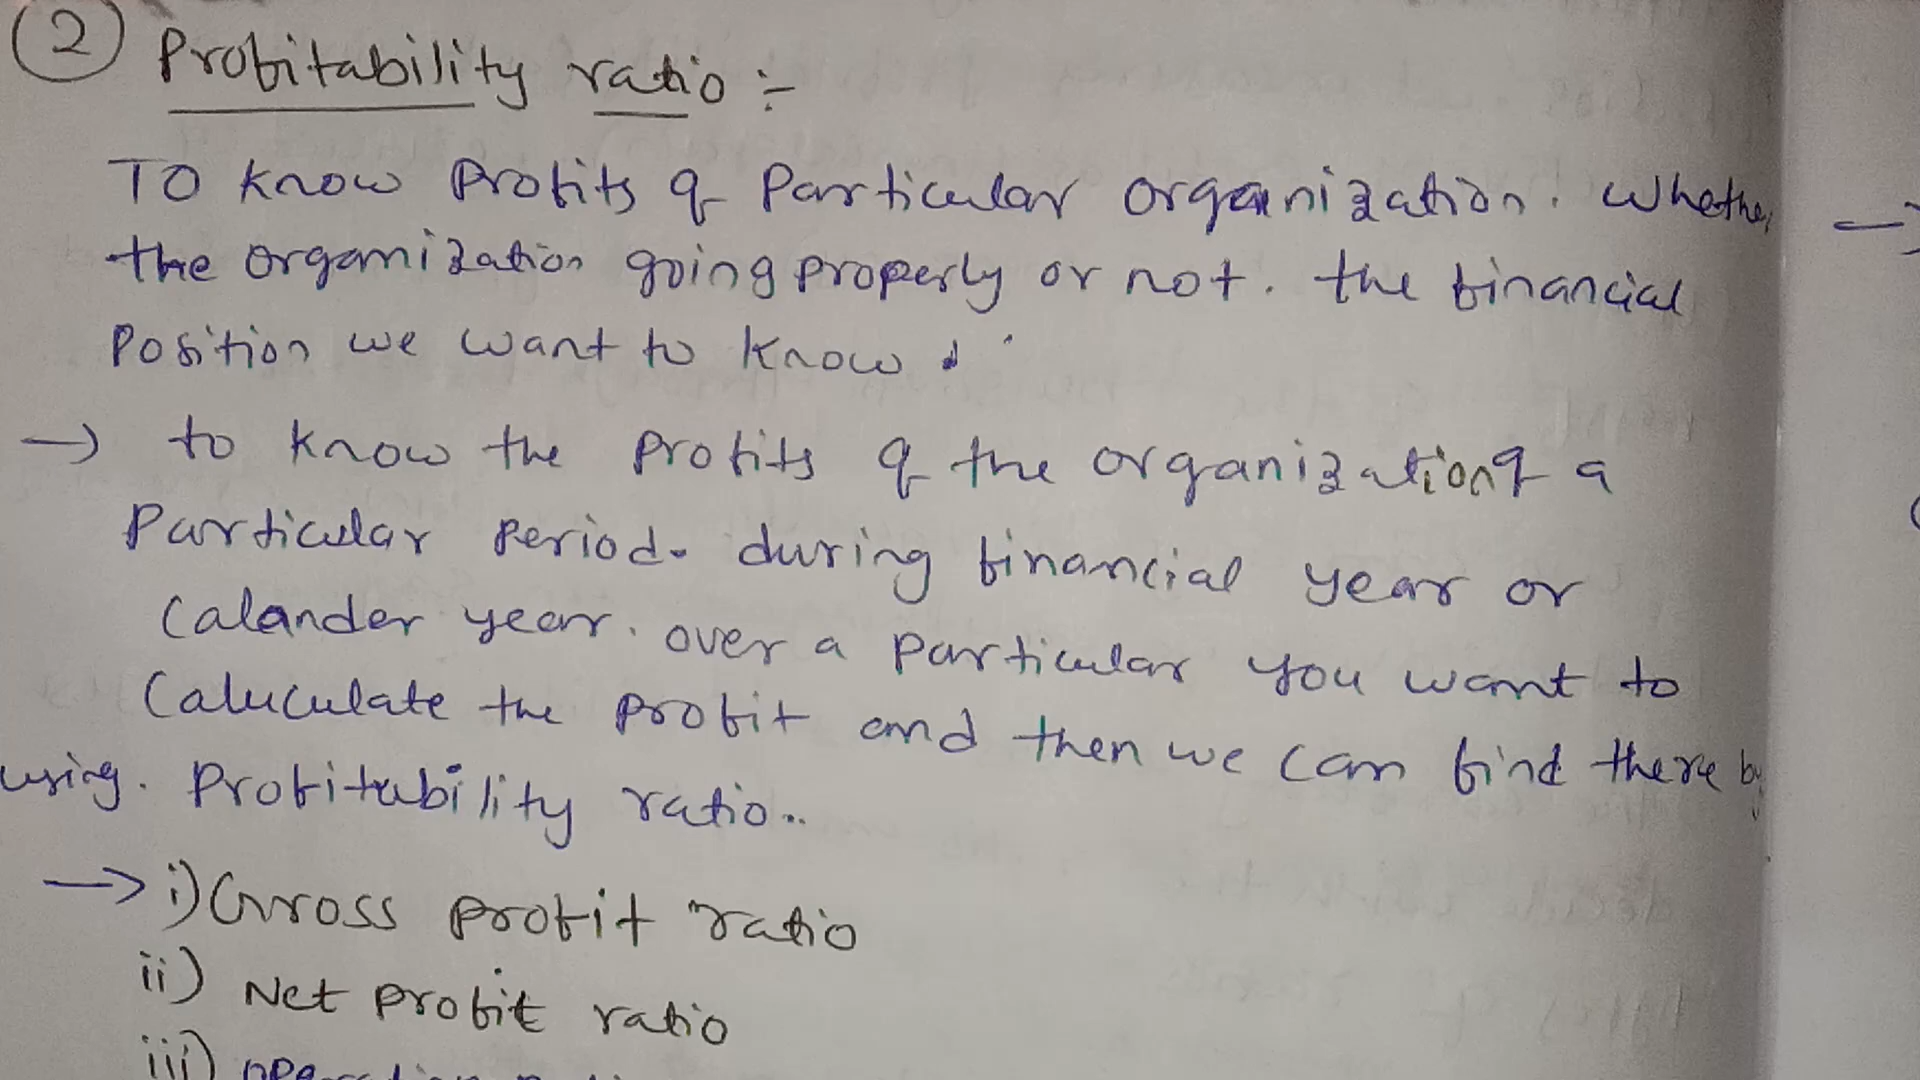 (2) Profitability ratio :-
To know Profits of Particular organization. Whether
the organization going properly or not. the financial
Position we want to know.
→ to know the profits of the organization of a
Particular Period. during financial year or
Calander year. over a particular you want to
Caluculate the profit and then we can find there by
using. Profitability ratio..
→ i) Gross profit ratio
ii) Net profit ratio
iii)